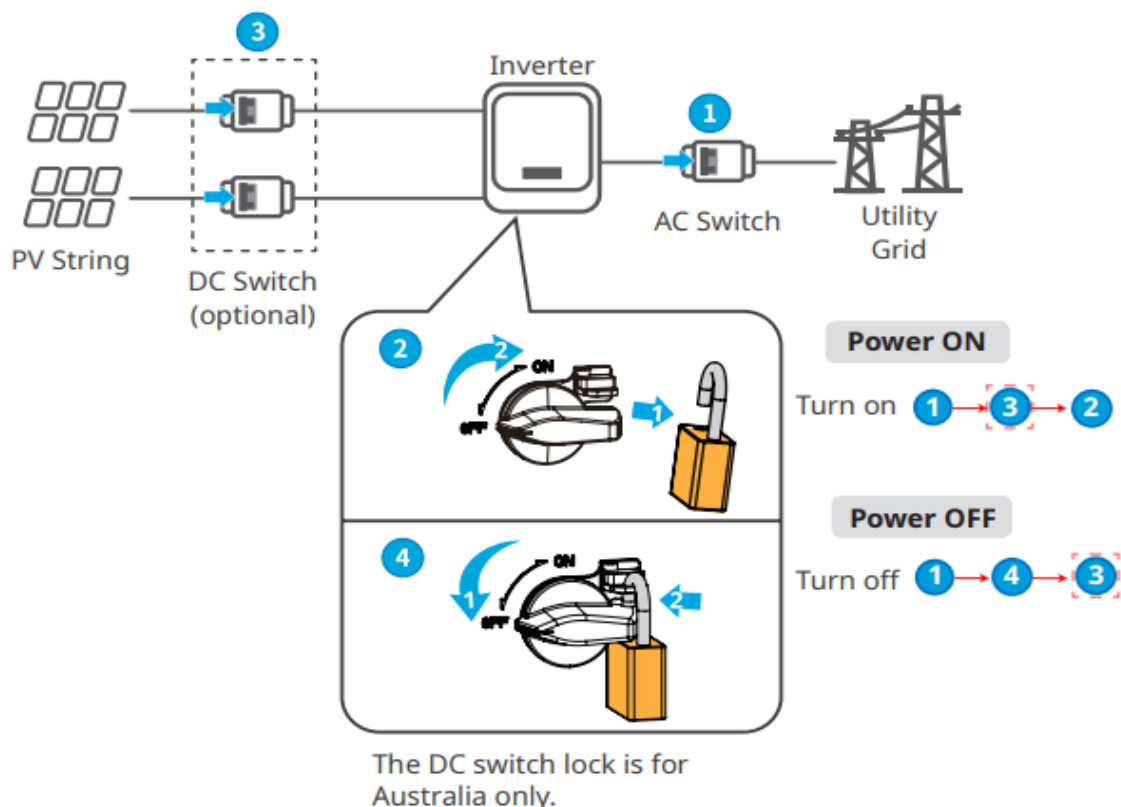 3
Inverter
1
PV String
DC Switch
(optional)
AC Switch
Utility
Grid
2
2
ON
OFF
1
Power ON
Turn on 1 3 2
4
ON
1
OFF
2
Power OFF
Turn off 1 4 3
The DC switch lock is for
Australia only.